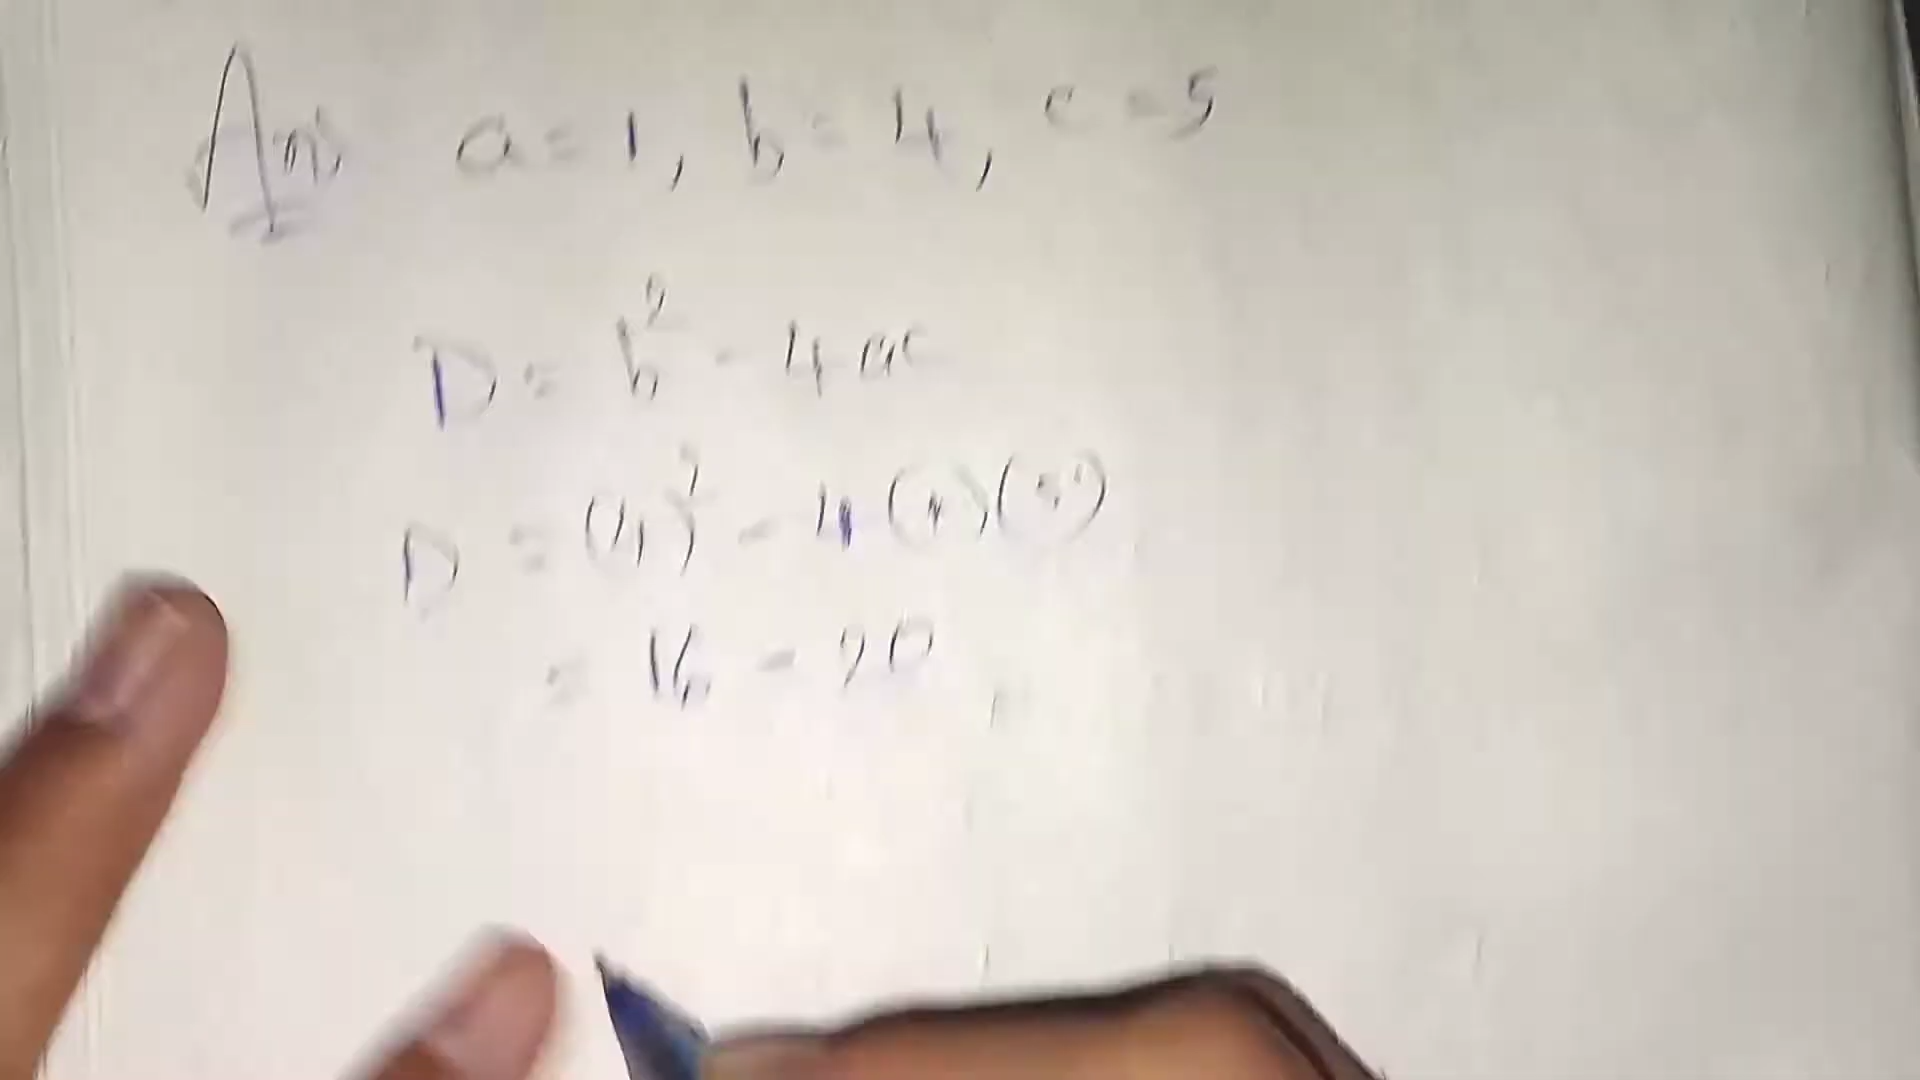 Ans a = 1, b = 4, c = 5
D = b² - 4ac
D = (4)² - 4(1)(5)
= 16 - 20